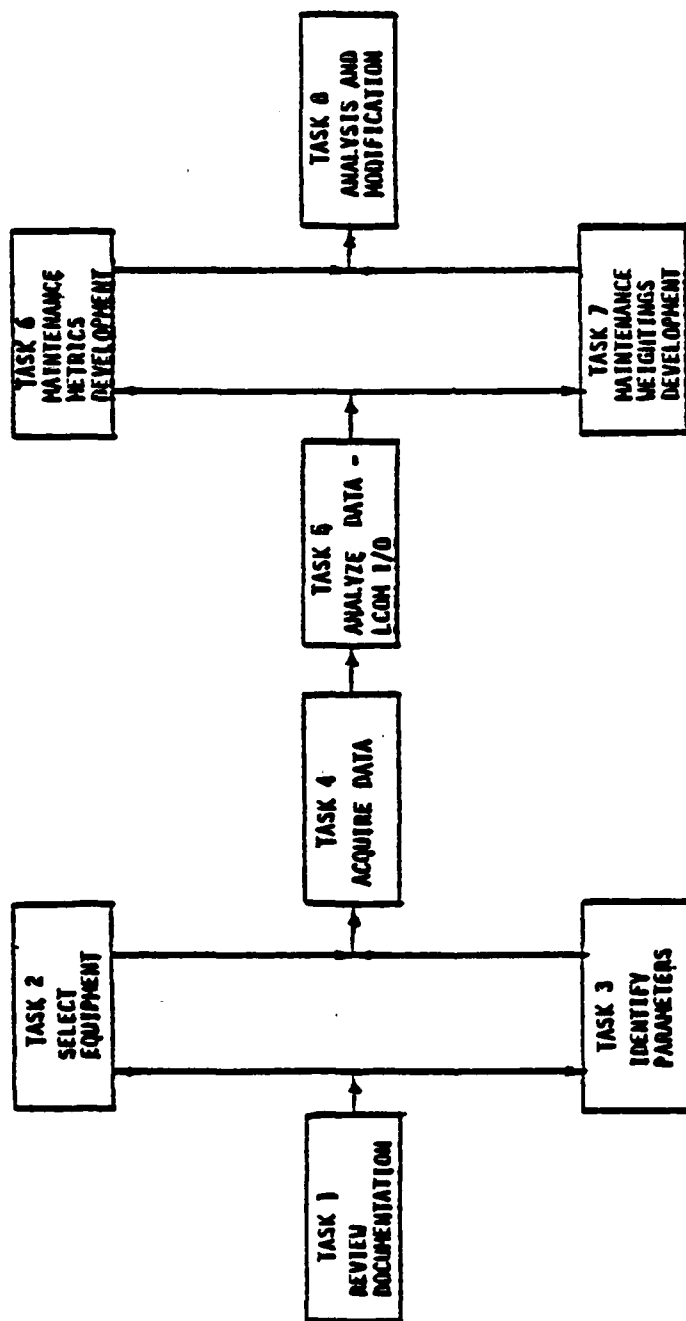 TASK 1
REVIEW
DOCUMENTATION
TASK 2
SELECT
EQUIPMENT
TASK 3
IDENTIFY
PARAMETERS
TASK 4
ACQUIRE DATA
TASK 5
ANALYZE DATA -
LCOM I/O
TASK 6
MAINTENANCE
METRICS
DEVELOPMENT
TASK 7
MAINTENANCE
WEIGHTINGS
DEVELOPMENT
TASK 8
ANALYSIS AND
MODIFICATION